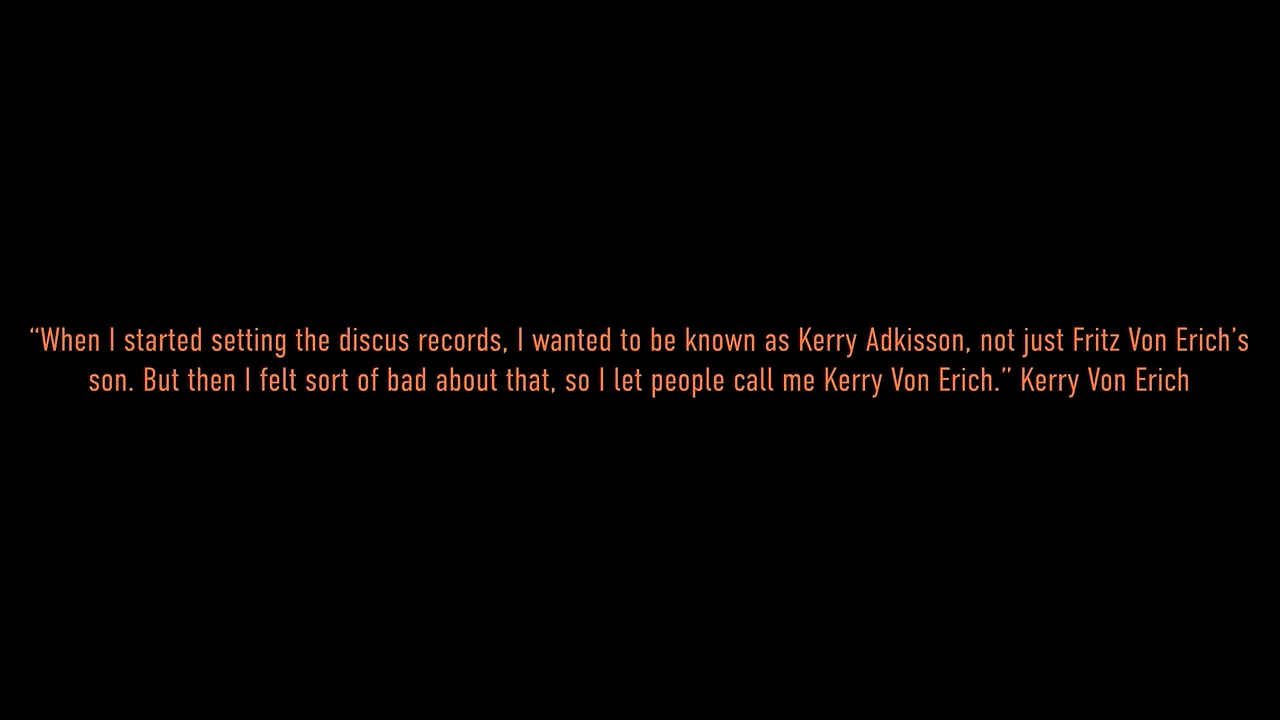 “When I started setting the discus records, I wanted to be known as Kerry Adkisson, not just Fritz Von Erich’s
son. But then I felt sort of bad about that, so I let people call me Kerry Von Erich.” Kerry Von Erich